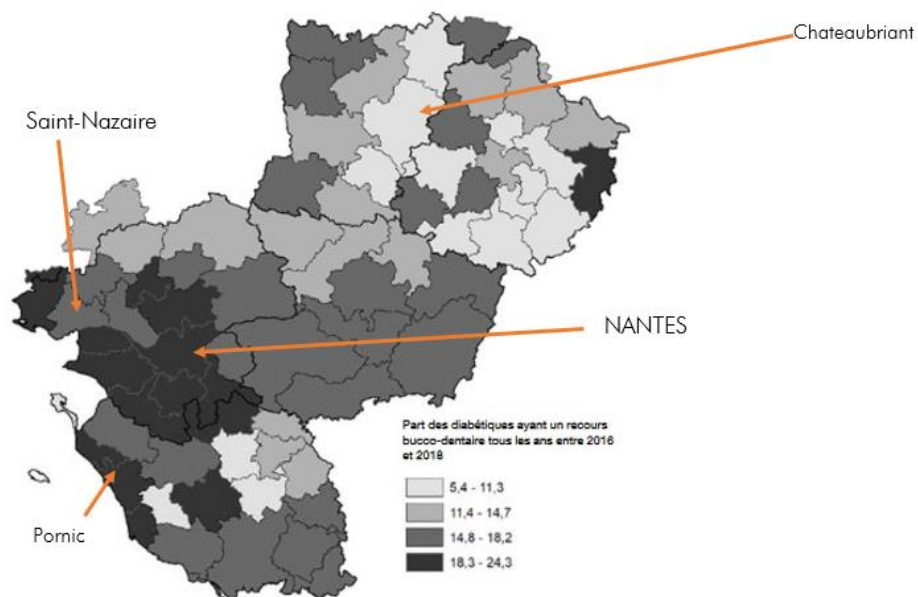 Chateaubriant
Saint-Nazaire
NANTES
Part des diabétiques ayant un recours
bucco-dentaire tous les ans entre 2016
et 2018
5,4 - 11,3
11,4 - 14,7
14,8 - 18,2
18,3 - 24,3
Pornic